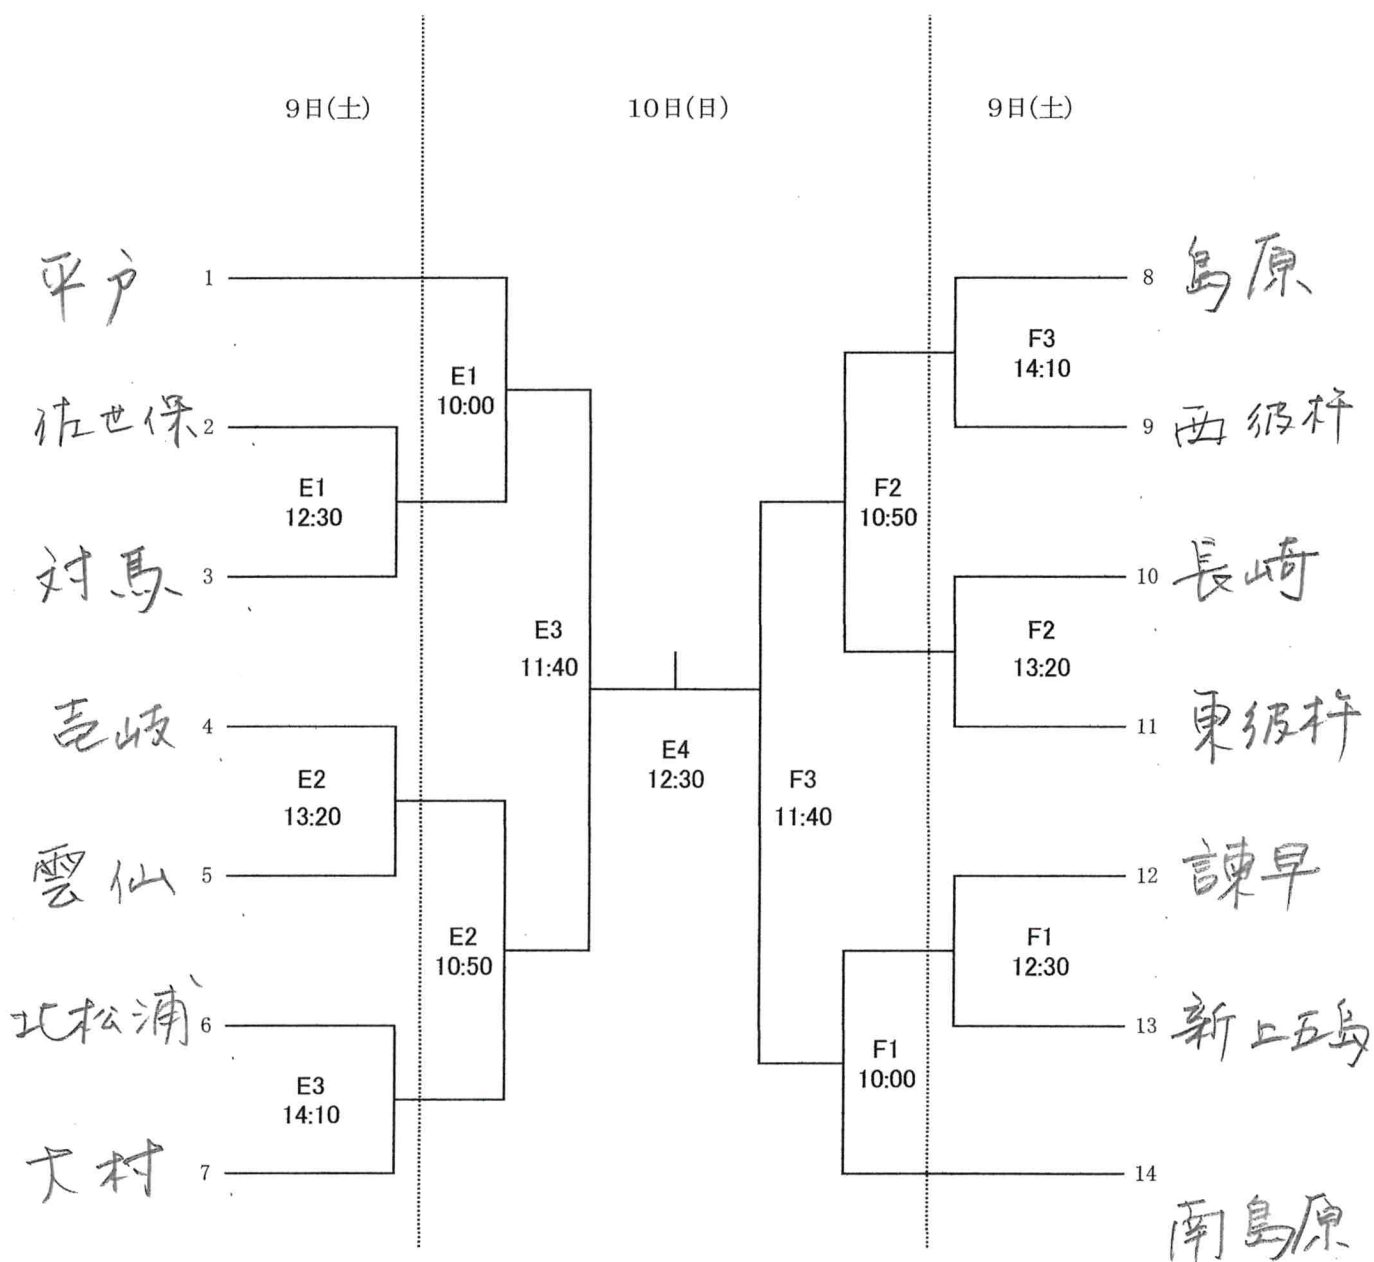 9日(土)
10日(日)
9日(土)
平戸 1
佐世保 2
対馬 3
壱岐 4
雲仙 5
北松浦 6
大村 7
E1
12:30
E2
13:20
E3
14:10
E1
10:00
E2
10:50
E3
11:40
E4
12:30
F3
11:40
F2
10:50
F1
10:00
F3
14:10
F2
13:20
F1
12:30
8 島原
9 西彼杵
10 長崎
11 東彼杵
12 諫早
13 新上五島
14
南島原